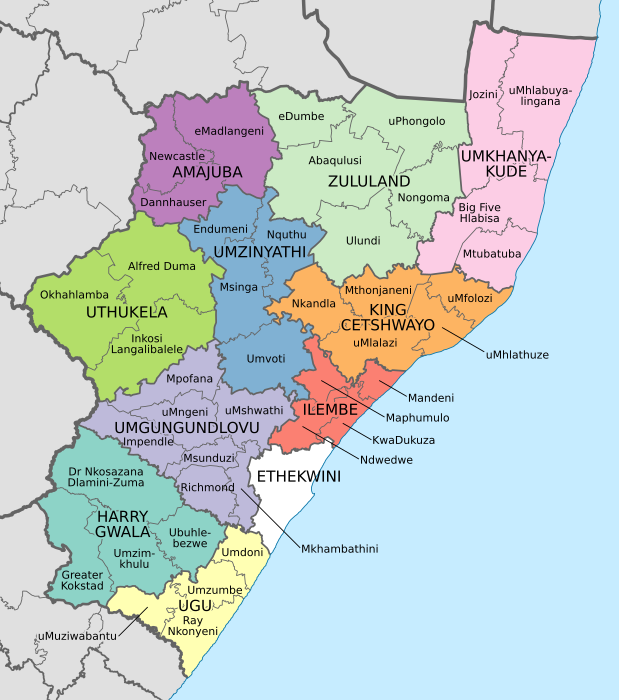 Jozini
uMhlabuya-
lingana
eDumbe
uPhongolo
eMadlangeni
Newcastle
AMAJUBA
Dannhauser
Abaqulusi
ZULULAND
Nongoma
Ulundi
UMKHANYA-
KUDE
Big Five
Hlabisa
Mtubatuba
Endumeni
Nquthu
UMZINYATHI
Msinga
Umvoti
Alfred Duma
Okhahlamba
UTHUKELA
Inkosi
Langalibalele
Mthonjaneni
Nkandla
uMfolozi
KING
CETSHWAYO
uMlalazi
uMhlathuze
Mpofana
uMngeni
uMshwathi
UMGUNGUNDLOVU
Impendle
Msunduzi
Richmond
Mkhambathini
ILEMBE
Mandeni
Maphumulo
KwaDukuza
Ndwedwe
ETHEKWINI
Dr Nkosazana
Dlamini-Zuma
HARRY
GWALA
Ubuhle-
bezwe
Umzim-
khulu
Greater
Kokstad
Umdoni
Umzumbe
UGU
Ray
Nkonyeni
uMuziwabantu